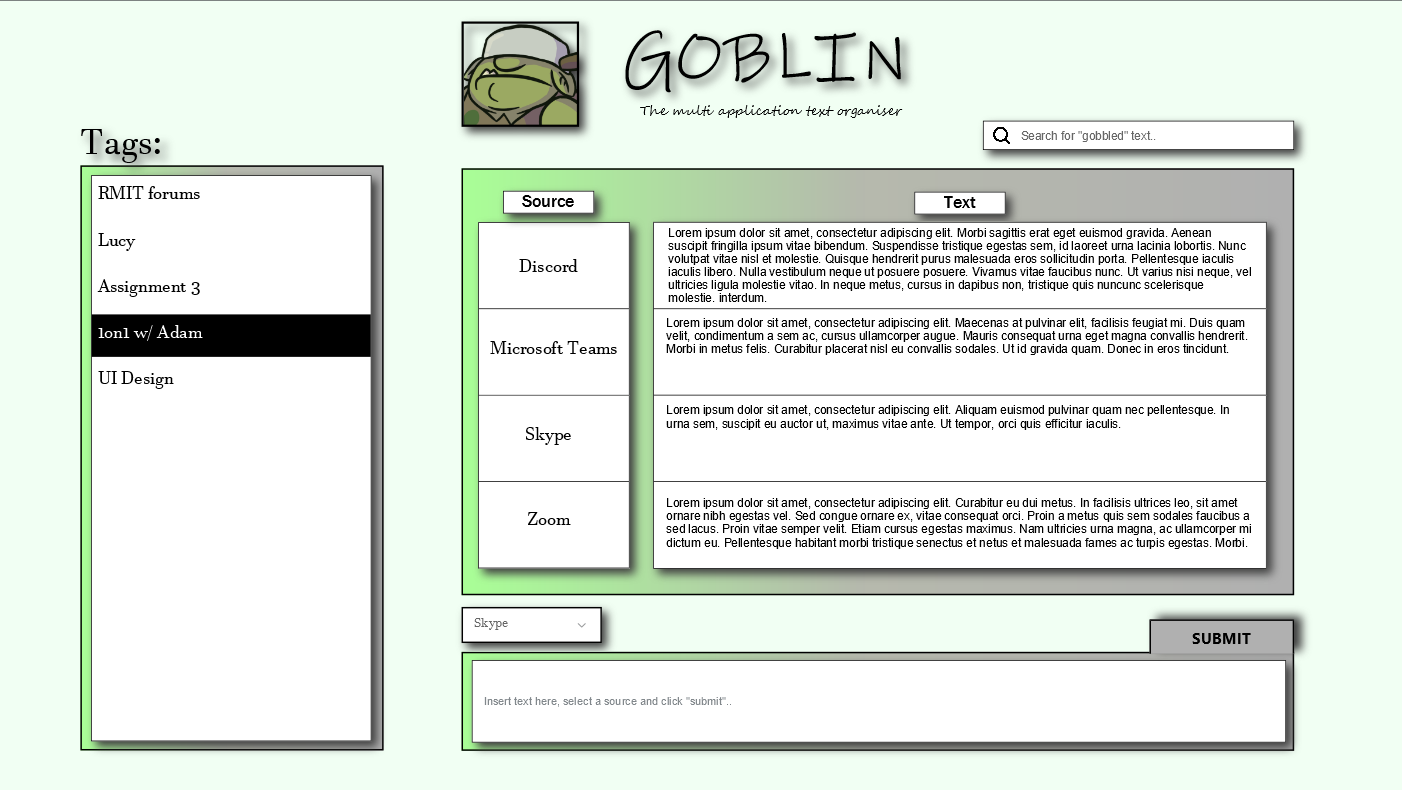 GOBLIN
The multi application text organiser
Search for "gobbled" text..
Tags:
RMIT forums
Lucy
Assignment 3
1on1 w/ Adam
UI Design
Source
Text
Discord
Lorem ipsum dolor sit amet, consectetur adipiscing elit. Morbi sagittis erat eget euismod gravida. Aenean
suscipit fringilla ipsum vitae bibendum. Suspendisse tristique egestas sem, id laoreet urna lacinia lobortis. Nunc
volutpat vitae nisl et molestie. Quisque hendrerit purus malesuada eros sollicitudin porta. Pellentesque iaculis
iaculis libero. Nulla vestibulum neque ut posuere posuere. Vivamus vitae faucibus nunc. Ut varius nisi neque, vel
ultricies ligula molestie vitao. In neque metus, cursus in dapibus non, tristique quis nuncunc scelerisque
molestie. interdum.
Microsoft Teams
Lorem ipsum dolor sit amet, consectetur adipiscing elit. Maecenas at pulvinar elit, facilisis feugiat mi. Duis quam
velit, condimentum a sem ac, cursus ullamcorper augue. Mauris consequat urna eget magna convallis hendrerit.
Morbi in metus felis. Curabitur placerat nisl eu convallis sodales. Ut id gravida quam. Donec in eros tincidunt.
Skype
Lorem ipsum dolor sit amet, consectetur adipiscing elit. Aliquam euismod pulvinar quam nec pellentesque. In
urna sem, suscipit eu auctor ut, maximus vitae ante. Ut tempor, orci quis efficitur iaculis.
Zoom
Lorem ipsum dolor sit amet, consectetur adipiscing elit. Curabitur eu dui metus. In facilisis ultrices leo, sit amet
ornare nibh egestas vel. Sed congue ornare ex, vitae consequat orci. Proin a metus quis sem sodales faucibus a
sed lacus. Proin vitae semper velit. Etiam cursus egestas maximus. Nam ultricies urna magna, ac ullamcorper mi
dictum eu. Pellentesque habitant morbi tristique senectus et netus et malesuada fames ac turpis egestas. Morbi.
Skype
SUBMIT
Insert text here, select a source and click "submit"..